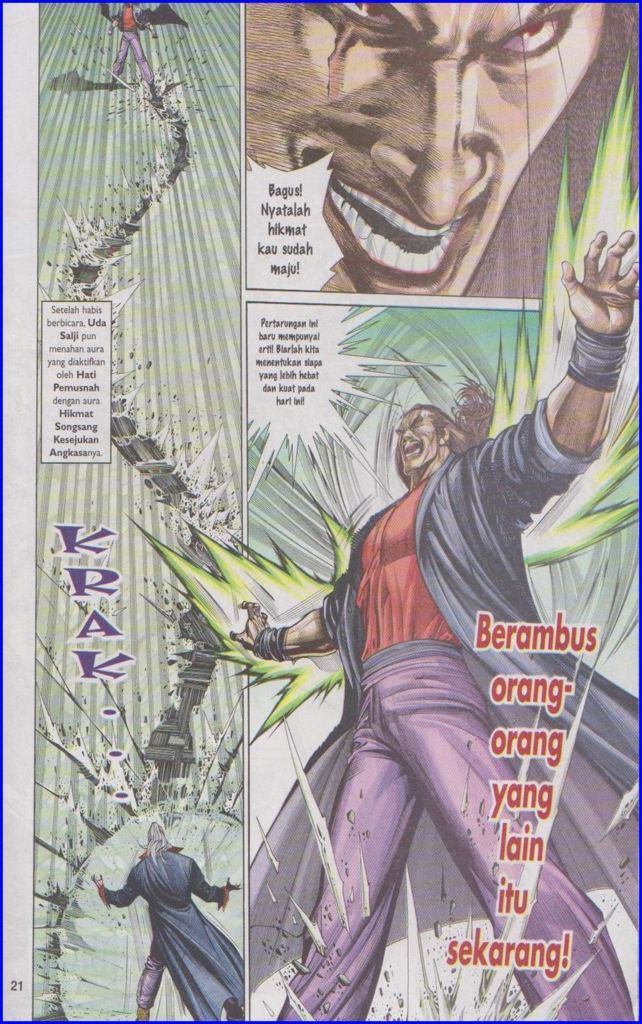 Bagus!
Nyatalah
hikmat
kau sudah
maju!
Setelah habis
berbicara, Uda
Salji pun
menahan aura
yang diaktifkan
oleh Hati
Pemusnah
dengan aura
Hikmat
Songsang
Kesejukan
Angkasanya.
Pertarungan ini
baru mempunyai
erti! Biarlah kita
menentukan siapa
yang lebih hebat
dan kuat pada
hari ini!
KRAK...
Berambus
orang-
orang
yang
lain
itu
sekarang!
21